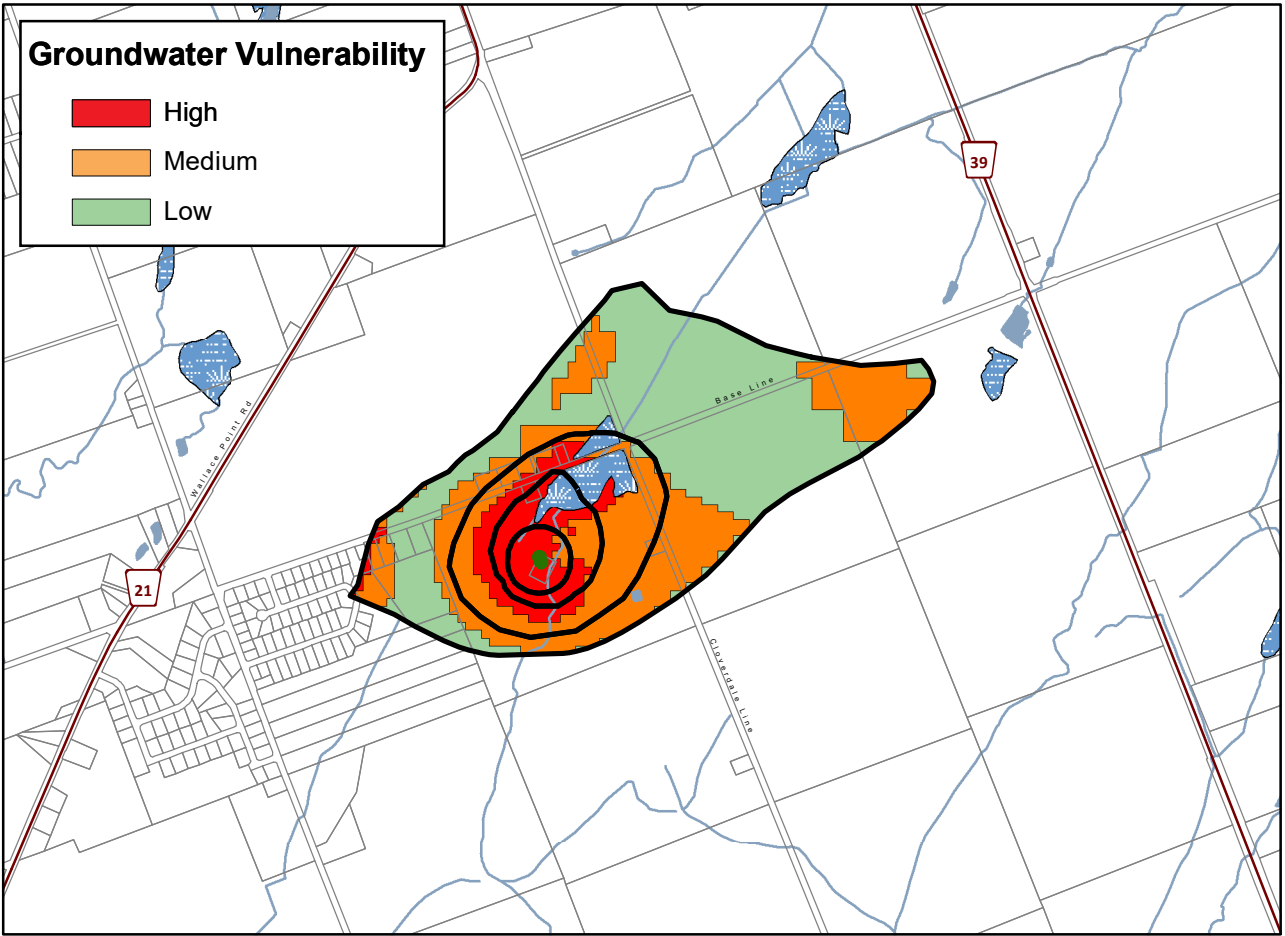 Groundwater Vulnerability
High
Medium
Low
39
Base Line
Wallace Point Rd
21
Cloverdale Line